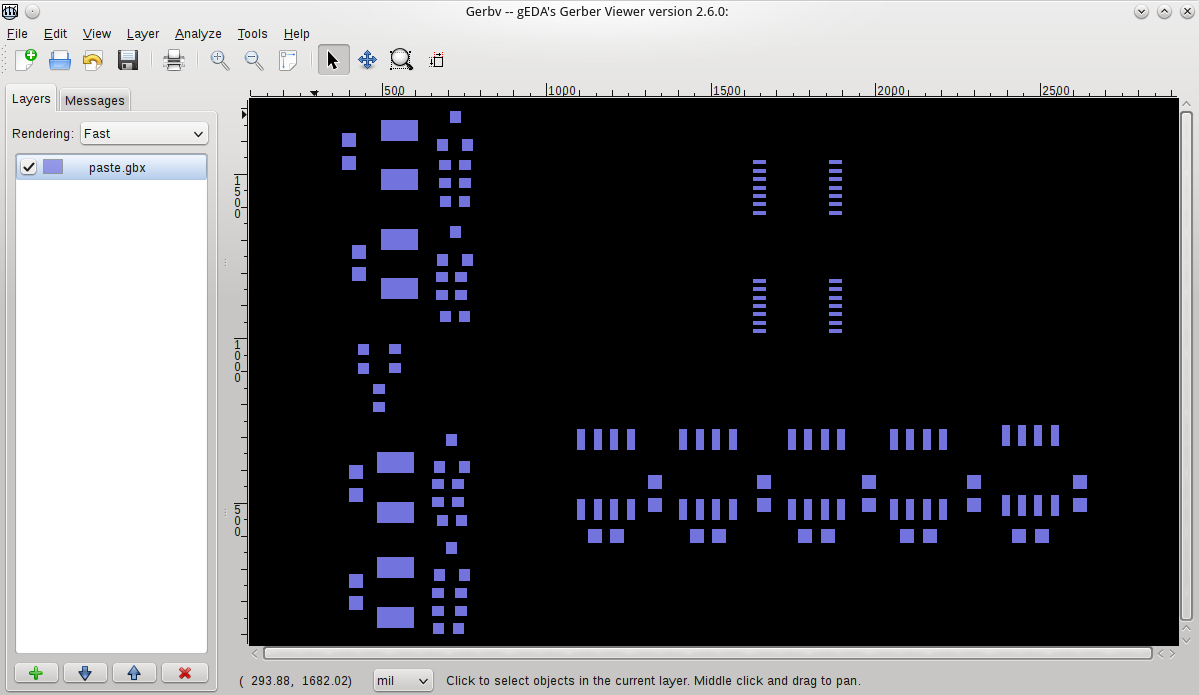 Gerbv -- gEDA's Gerber Viewer version 2.6.0:
File Edit View Layer Analyze Tools Help
Layers Messages
Rendering: Fast
paste.gbx
500 1000 1500 2000 2500
1500
1000
500
( 293.88, 1682.02) mil Click to select objects in the current layer. Middle click and drag to pan.